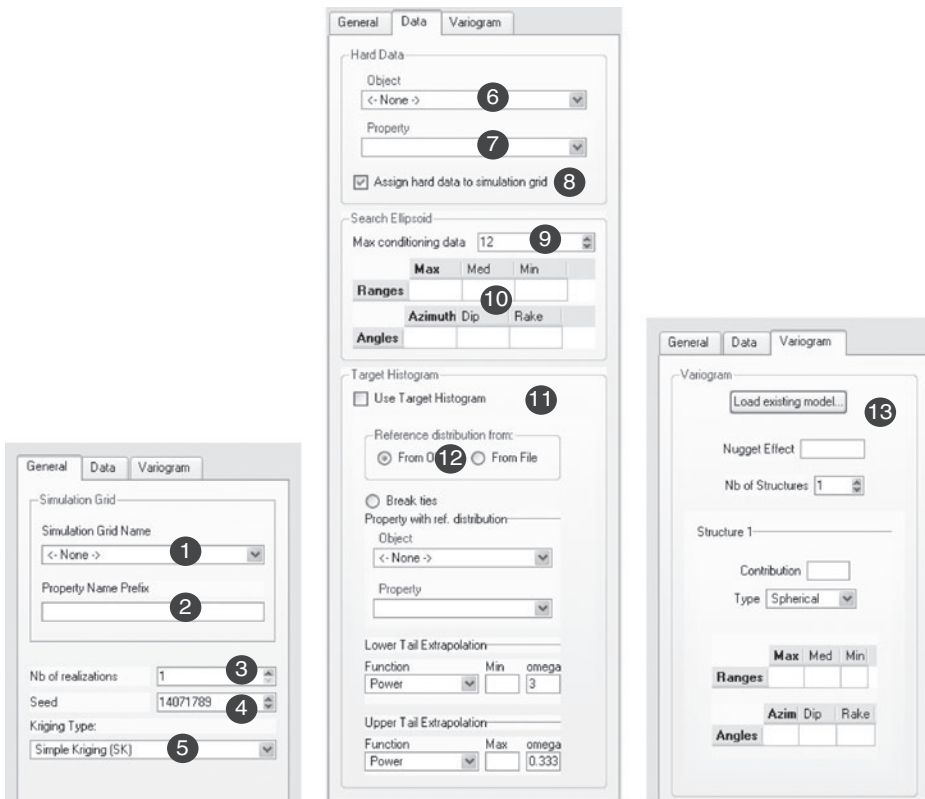 General Data Variogram
Simulation Grid
Simulation Grid Name
<- None -> 1
Property Name Prefix
2
Nb of realizations 1 3
Seed 14071789 4
Kriging Type:
Simple Kriging (SK) 5
General Data Variogram
Hard Data
Object
<- None -> 6
Property
7
Assign hard data to simulation grid 8
Search Ellipsoid
Max conditioning data 12 9
Max Med Min
Ranges
10
Azimuth Dip Rake
Angles
Target Histogram
Use Target Histogram 11
Reference distribution from:
From O 12 From File
Break ties
Property with ref. distribution
Object
<- None ->
Property
Lower Tail Extrapolation
Function Min omega
Power 3
Upper Tail Extrapolation
Function Max omega
Power 0.333
General Data Variogram
Variogram
Load existing model... 13
Nugget Effect
Nb of Structures 1
Structure 1
Contribution
Type Spherical
Max Med Min
Ranges
Azim Dip Rake
Angles